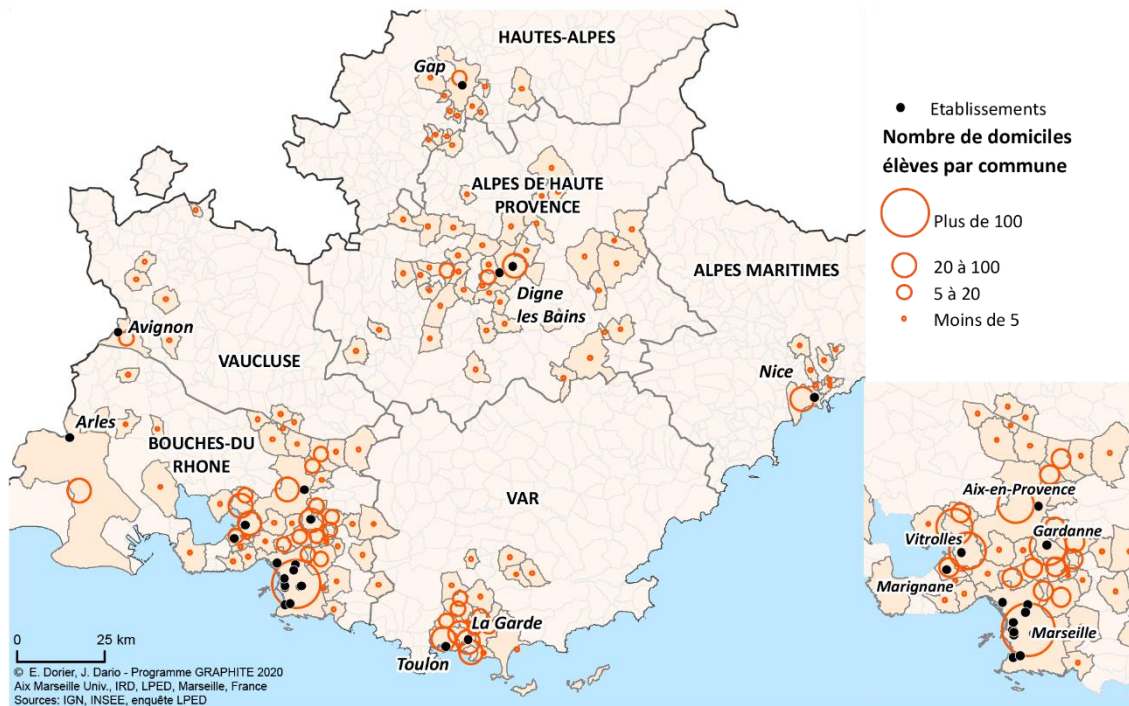 HAUTES-ALPES
Gap
ALPES DE HAUTE
PROVENCE
ALPES MARITIMES
Digne
les Bains
Avignon
VAUCLUSE
Nice
Arles
BOUCHES-DU
RHONE
VAR
La Garde
Toulon
0 25 km
© E. Dorier, J. Dario - Programme GRAPHITE 2020
Aix Marseille Univ., IRD, LPED, Marseille, France
Sources: IGN, INSEE, enquête LPED
Etablissements
Nombre de domiciles
élèves par commune
Plus de 100
20 à 100
5 à 20
Moins de 5
Aix-en-Provence
Vitrolles
Gardanne
Marignane
Marseille